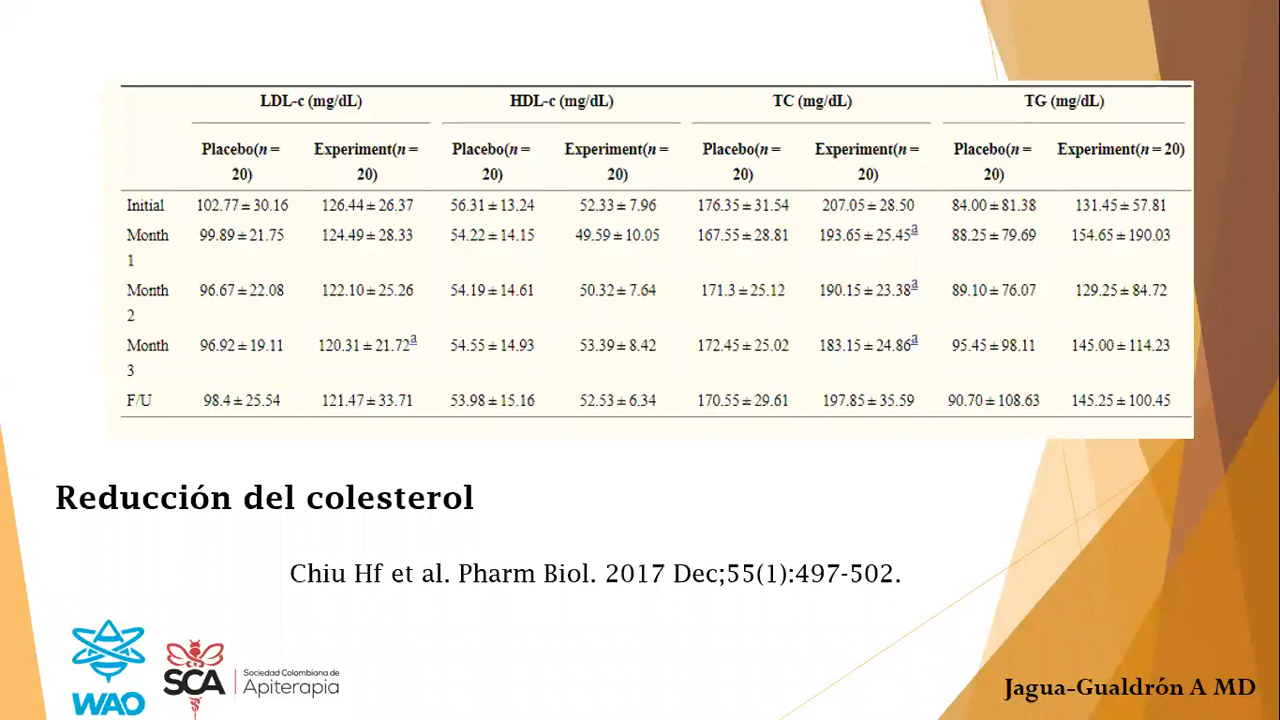 LDL-c (mg/dL) HDL-c (mg/dL) TC (mg/dL) TG (mg/dL)
Placebo(n = 20) Experiment(n = 20) Placebo(n = 20) Experiment(n = 20) Placebo(n = 20) Experiment(n = 20) Placebo(n = 20) Experiment(n = 20)
Initial 102.77 ± 30.16 126.44 ± 26.37 56.31 ± 13.24 52.33 ± 7.96 176.35 ± 31.54 207.05 ± 28.50 84.00 ± 81.38 131.45 ± 57.81
Month 1 99.89 ± 21.75 124.49 ± 28.33 54.22 ± 14.15 49.59 ± 10.05 167.55 ± 28.81 193.65 ± 25.45a 88.25 ± 79.69 154.65 ± 190.03
Month 2 96.67 ± 22.08 122.10 ± 25.26 54.19 ± 14.61 50.32 ± 7.64 171.3 ± 25.12 190.15 ± 23.38a 89.10 ± 76.07 129.25 ± 84.72
Month 3 96.92 ± 19.11 120.31 ± 21.72a 54.55 ± 14.93 53.39 ± 8.42 172.45 ± 25.02 183.15 ± 24.86a 95.45 ± 98.11 145.00 ± 114.23
F/U 98.4 ± 25.54 121.47 ± 33.71 53.98 ± 15.16 52.53 ± 6.34 170.55 ± 29.61 197.85 ± 35.59 90.70 ± 108.63 145.25 ± 100.45
Reducción del colesterol
Chiu Hf et al. Pharm Biol. 2017 Dec;55(1):497-502.
WAO
SCA
Sociedad Colombiana de
Apiterapia
Jagua-Gualdrón A MD